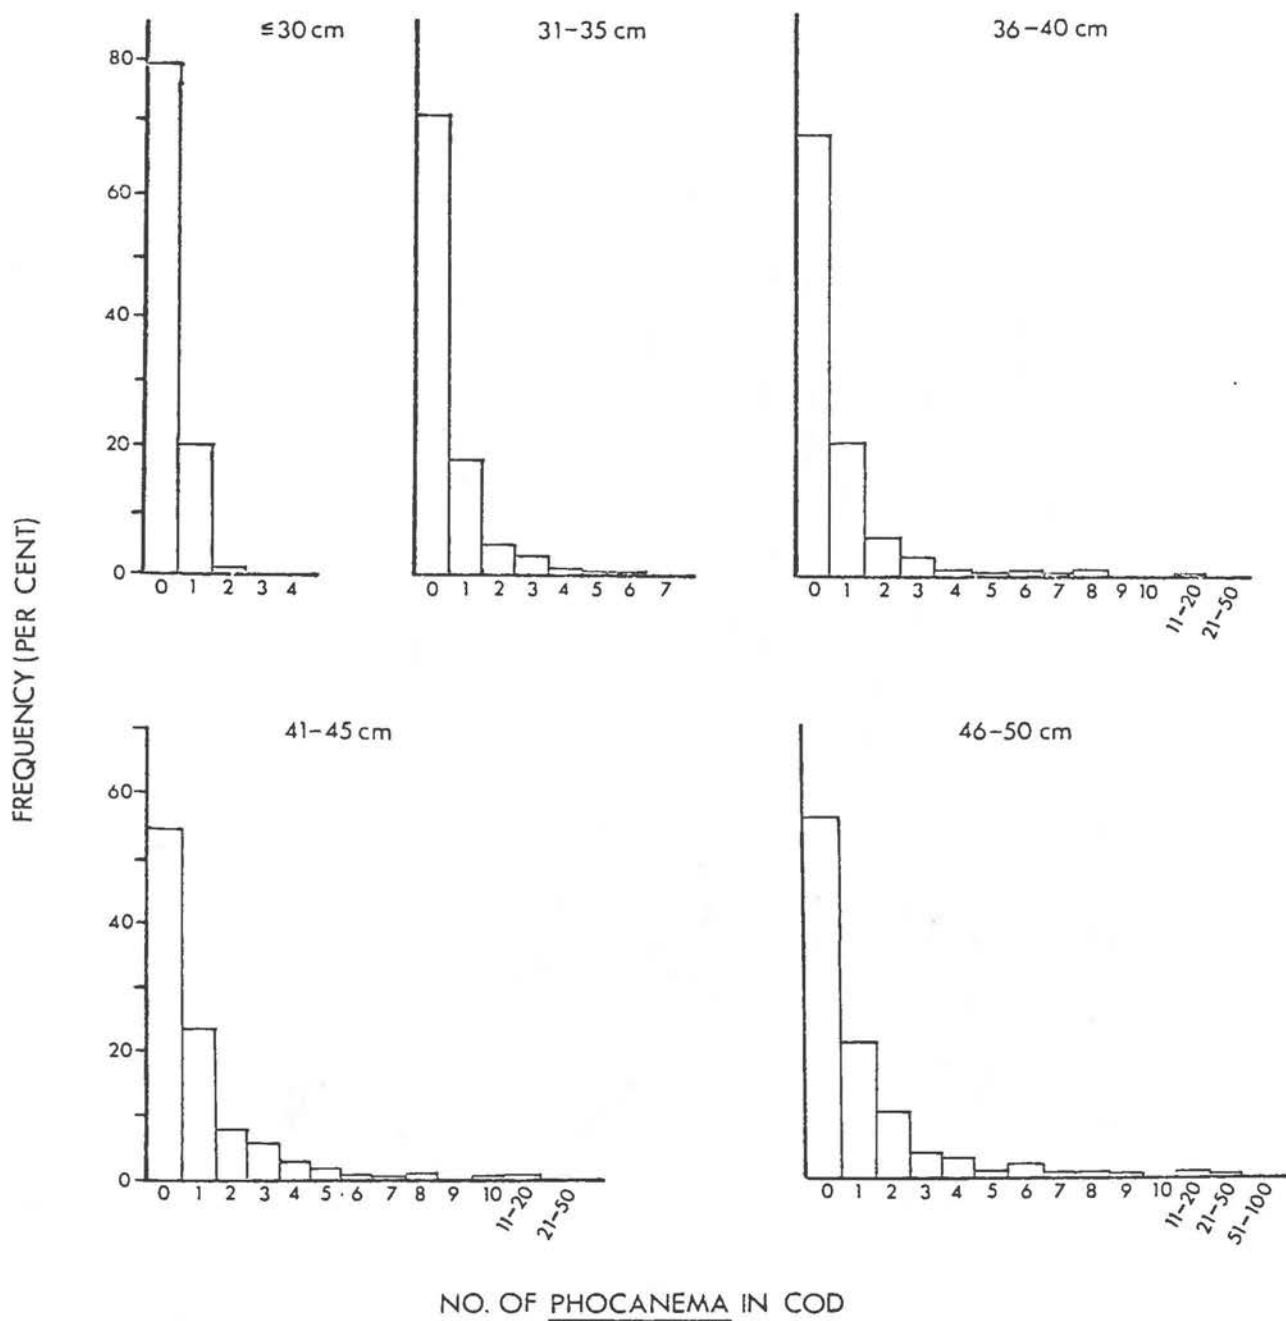 ≤30 cm 31-35 cm 36-40 cm
80
60
40
20
0
0 1 2 3 4 0 1 2 3 4 5 6 7 0 1 2 3 4 5 6 7 8 9 10 11-20 21-50
FREQUENCY (PER CENT)
41-45 cm 46-50 cm
60
40
20
0
0 1 2 3 4 5 6 7 8 9 10 11-20 21-50 0 1 2 3 4 5 6 7 8 9 10 11-20 21-50 51-100
NO. OF PHOCANEMA IN COD